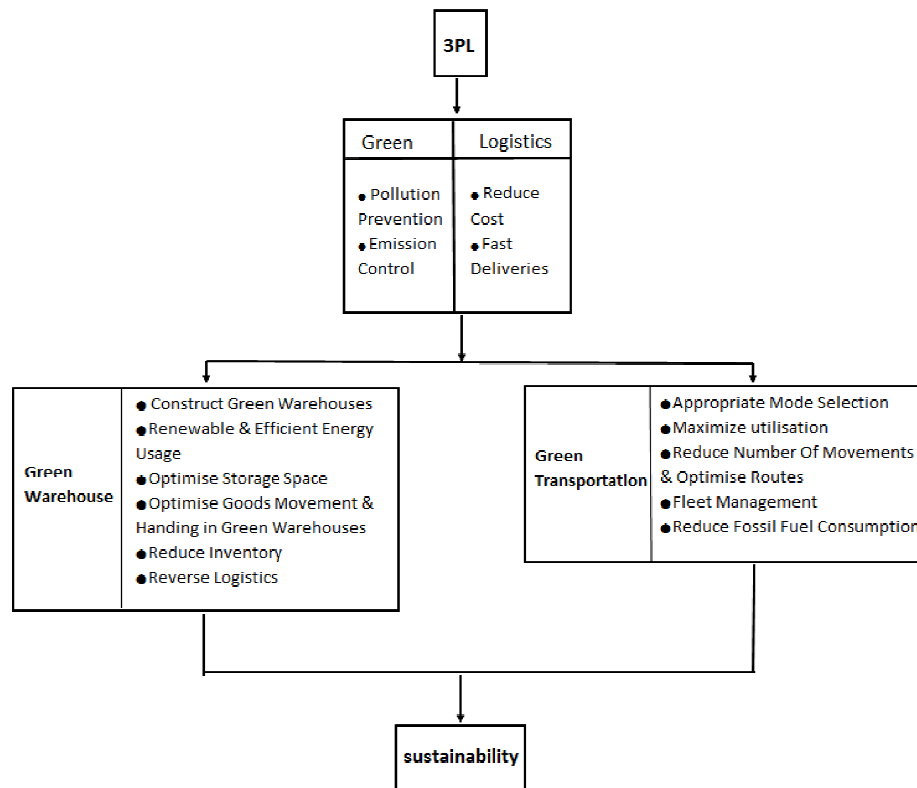 3PL
Green
Logistics
● Pollution
Prevention
● Emission
Control
● Reduce
Cost
● Fast
Deliveries
Green
Warehouse
● Construct Green Warehouses
● Renewable & Efficient Energy
Usage
● Optimise Storage Space
● Optimise Goods Movement &
Handing in Green Warehouses
● Reduce Inventory
● Reverse Logistics
Green
Transportation
● Appropriate Mode Selection
● Maximize utilisation
● Reduce Number Of Movements
& Optimise Routes
● Fleet Management
● Reduce Fossil Fuel Consumption
sustainability